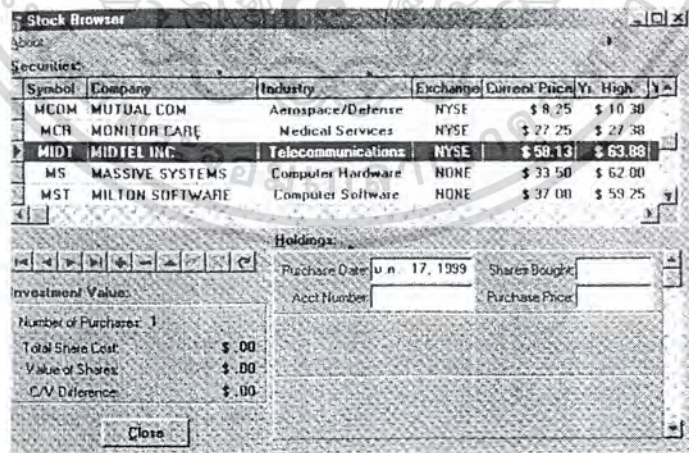 Stock Browser
About
Securities:
Symbol Company Industry Exchange Current Price Yr. High Y
MCOM MUTUAL COM Aerospace/Defense NYSE $ 8.25 $ 10.38
MCR MONITOR CARE Medical Services NYSE $ 27.25 $ 27.38
MIDT MIDTEL INC Telecommunications NYSE $ 58.13 $ 63.88
MS MASSIVE SYSTEMS Computer Hardware NONE $ 33.50 $ 62.00
MST MILTON SOFTWARE Computer Software NONE $ 37.00 $ 59.25
Holdings:
Purchase Date: 17, 1999 Shares Bought:
Acct Number: Purchase Price:
Investment Value:
Number of Purchases: 1
Total Share Cost: $ .00
Value of Shares: $ .00
C/V Difference: $ .00
Close